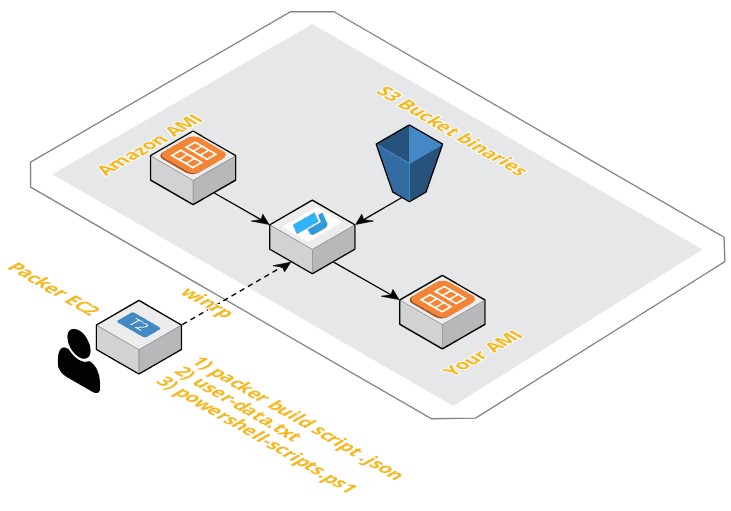 Amazon AMI
S3 Bucket binaries
Packer EC2
winrp
T2
Your AMI
1) packer build script .json
2) user-data.txt
3) powershell-scripts.ps1